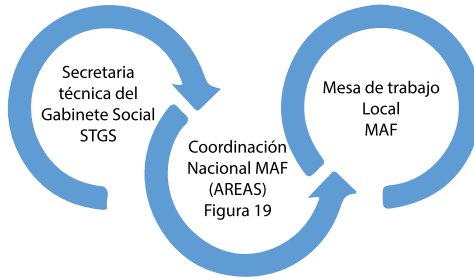 Secretaria
técnica del
Gabinete Social
STGS
Coordinación
Nacional MAF
(AREAS)
Figura 19
Mesa de trabajo
Local
MAF